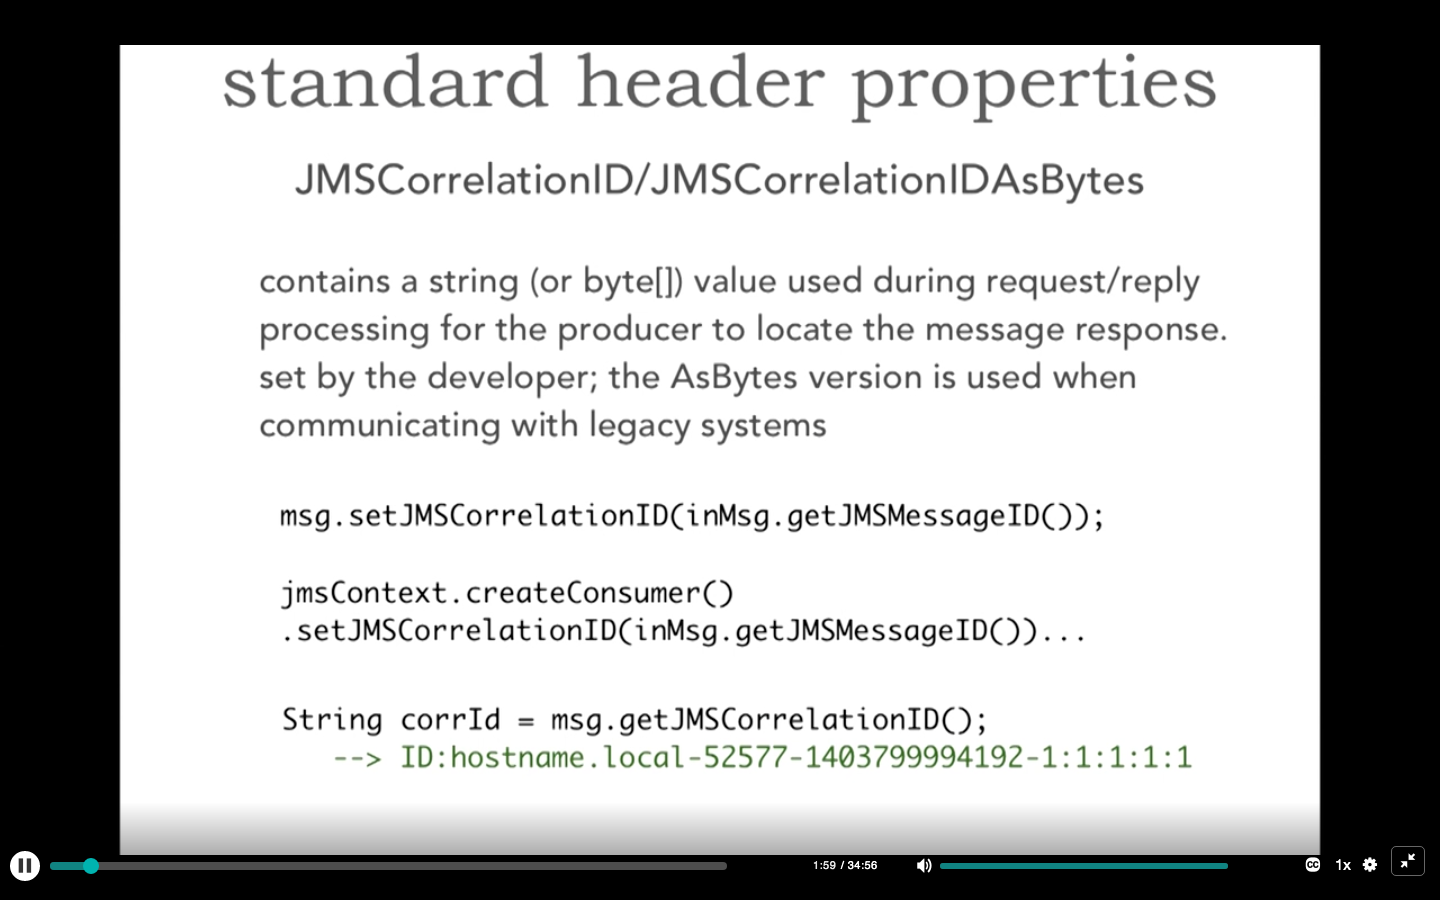 standard header properties
JMSCorrelationID/JMSCorrelationIDAsBytes
contains a string (or byte[]) value used during request/reply
processing for the producer to locate the message response.
set by the developer; the AsBytes version is used when
communicating with legacy systems
msg.setJMSCorrelationID(inMsg.getJMSMessageID());
jmsContext.createConsumer()
.setJMSCorrelationID(inMsg.getJMSMessageID())...
String corrId = msg.getJMSCorrelationID();
--> ID:hostname.local-52577-1403799994192-1:1:1:1:1
1:59 / 34:56 CC 1x